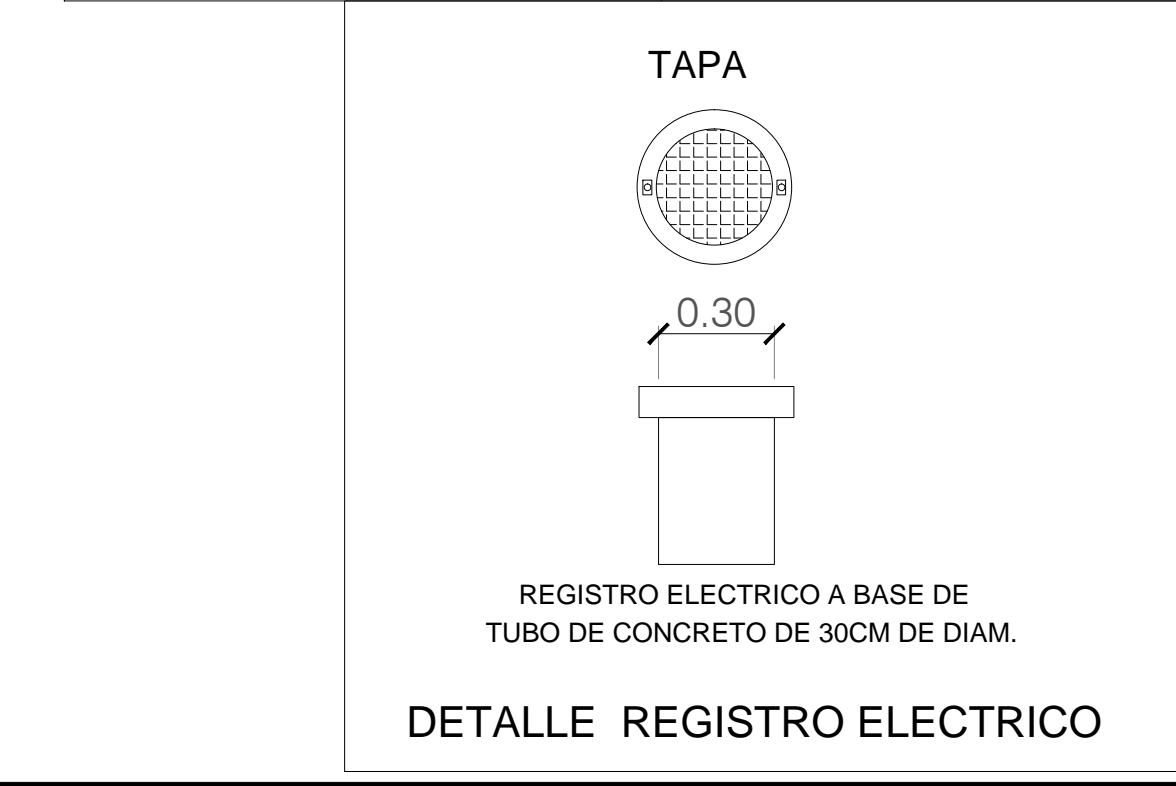 TAPA
0.30
REGISTRO ELECTRICO A BASE DE
TUBO DE CONCRETO DE 30CM DE DIAM.
DETALLE REGISTRO ELECTRICO